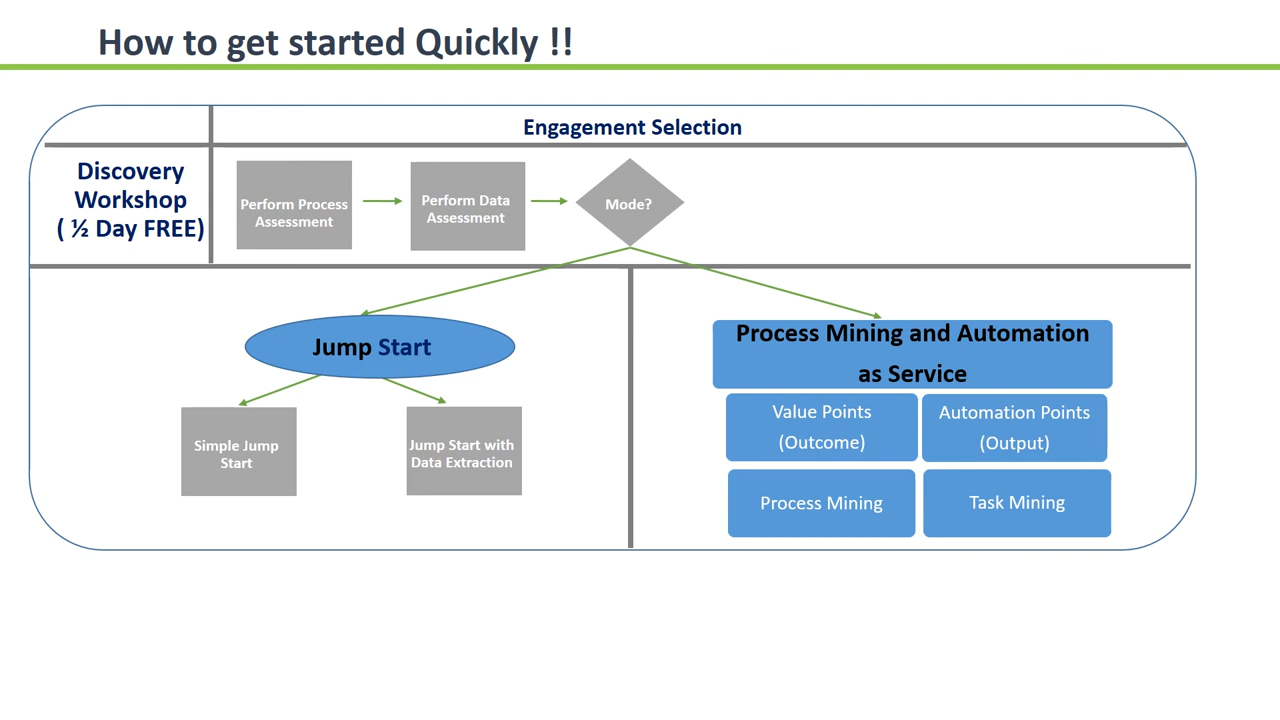 How to get started Quickly !!
Engagement Selection
Discovery
Workshop
( ½ Day FREE)
Perform Process
Assessment
Perform Data
Assessment
Mode?
Jump Start
Simple Jump
Start
Jump Start with
Data Extraction
Process Mining and Automation
as Service
Value Points
(Outcome)
Automation Points
(Output)
Process Mining
Task Mining